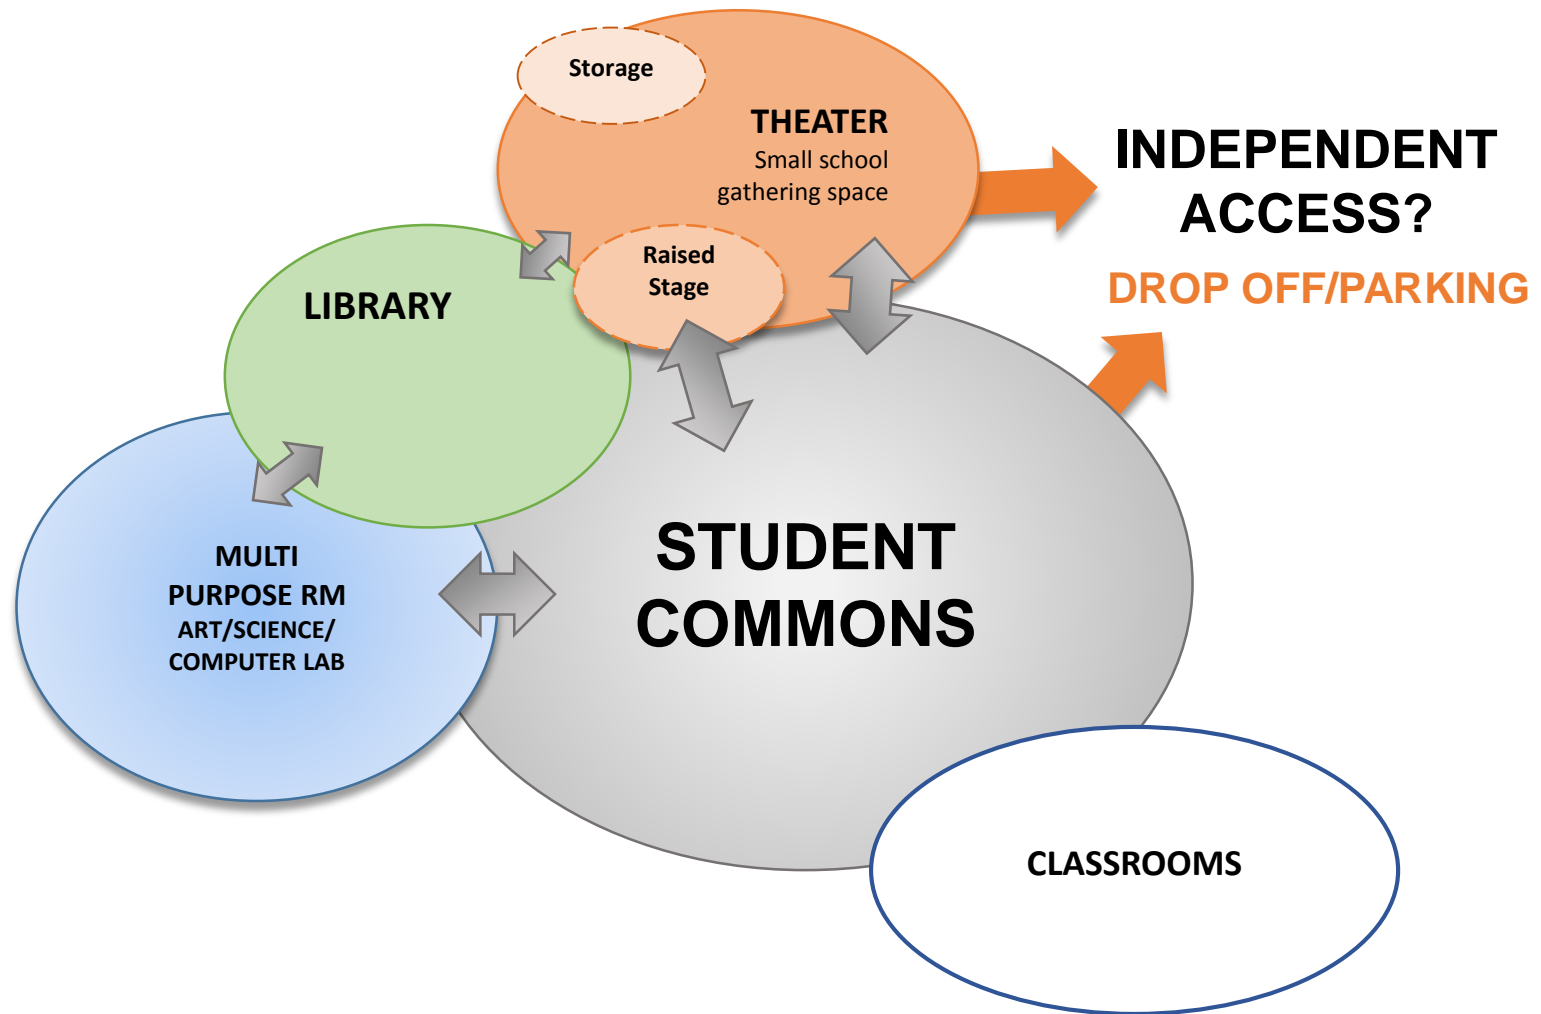 Storage
THEATER
Small school
gathering space
INDEPENDENT
ACCESS?
DROP OFF/PARKING
Raised
Stage
LIBRARY
STUDENT
COMMONS
MULTI
PURPOSE RM
ART/SCIENCE/
COMPUTER LAB
CLASSROOMS